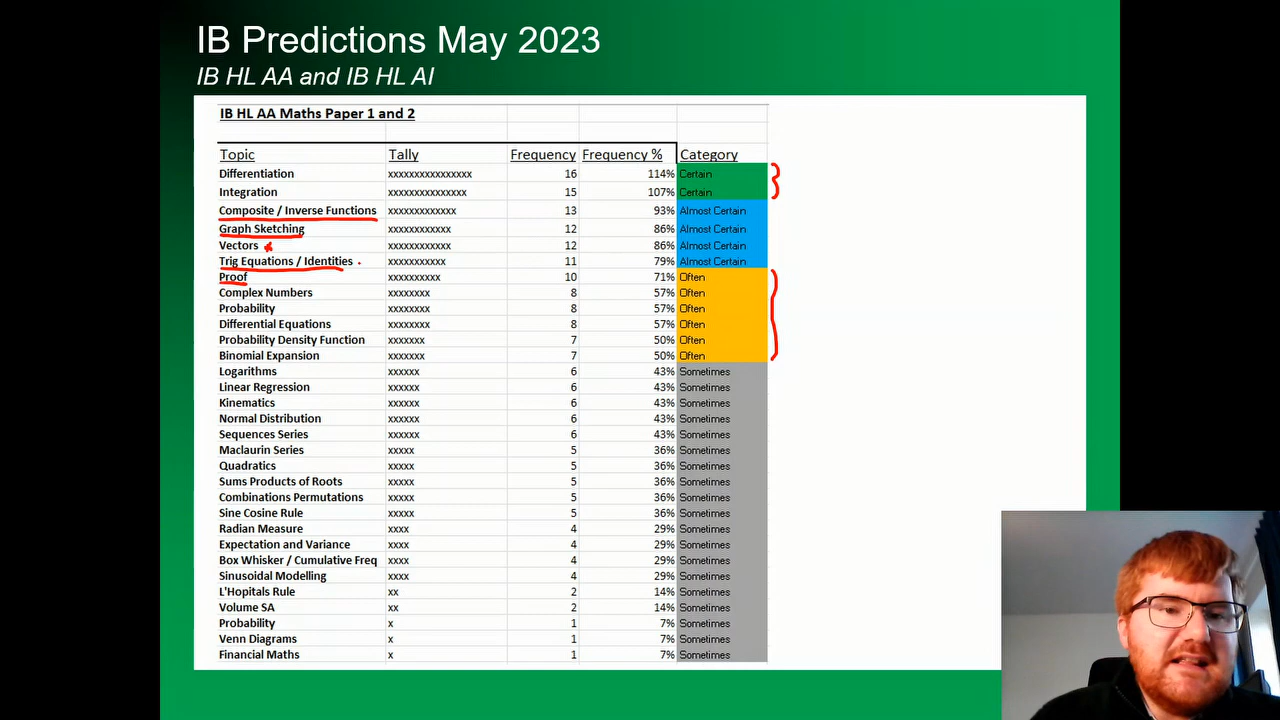 IB Predictions May 2023
IB HL AA and IB HL AI
IB HL AA Maths Paper 1 and 2
Topic Tally Frequency Frequency % Category
Differentiation xxxxxxxxxxxxxxxx 16 114% Certain
Integration xxxxxxxxxxxxxxx 15 107% Certain
Composite / Inverse Functions xxxxxxxxxxxxx 13 93% Almost Certain
Graph Sketching xxxxxxxxxxxx 12 86% Almost Certain
Vectors xxxxxxxxxxxx 12 86% Almost Certain
Trig Equations / Identities xxxxxxxxxxx 11 79% Almost Certain
Proof xxxxxxxxxx 10 71% Often
Complex Numbers xxxxxxxx 8 57% Often
Probability xxxxxxxx 8 57% Often
Differential Equations xxxxxxxx 8 57% Often
Probability Density Function xxxxxxx 7 50% Often
Binomial Expansion xxxxxxx 7 50% Often
Logarithms xxxxxx 6 43% Sometimes
Linear Regression xxxxxx 6 43% Sometimes
Kinematics xxxxxx 6 43% Sometimes
Normal Distribution xxxxxx 6 43% Sometimes
Sequences Series xxxxxx 6 43% Sometimes
Maclaurin Series xxxxx 5 36% Sometimes
Quadratics xxxxx 5 36% Sometimes
Sums Products of Roots xxxxx 5 36% Sometimes
Combinations Permutations xxxxx 5 36% Sometimes
Sine Cosine Rule xxxxx 5 36% Sometimes
Radian Measure xxxx 4 29% Sometimes
Expectation and Variance xxxx 4 29% Sometimes
Box Whisker / Cumulative Freq xxxx 4 29% Sometimes
Sinusoidal Modelling xxxx 4 29% Sometimes
L'Hopitals Rule xx 2 14% Sometimes
Volume SA xx 2 14% Sometimes
Probability x 1 7% Sometimes
Venn Diagrams x 1 7% Sometimes
Financial Maths x 1 7% Sometimes